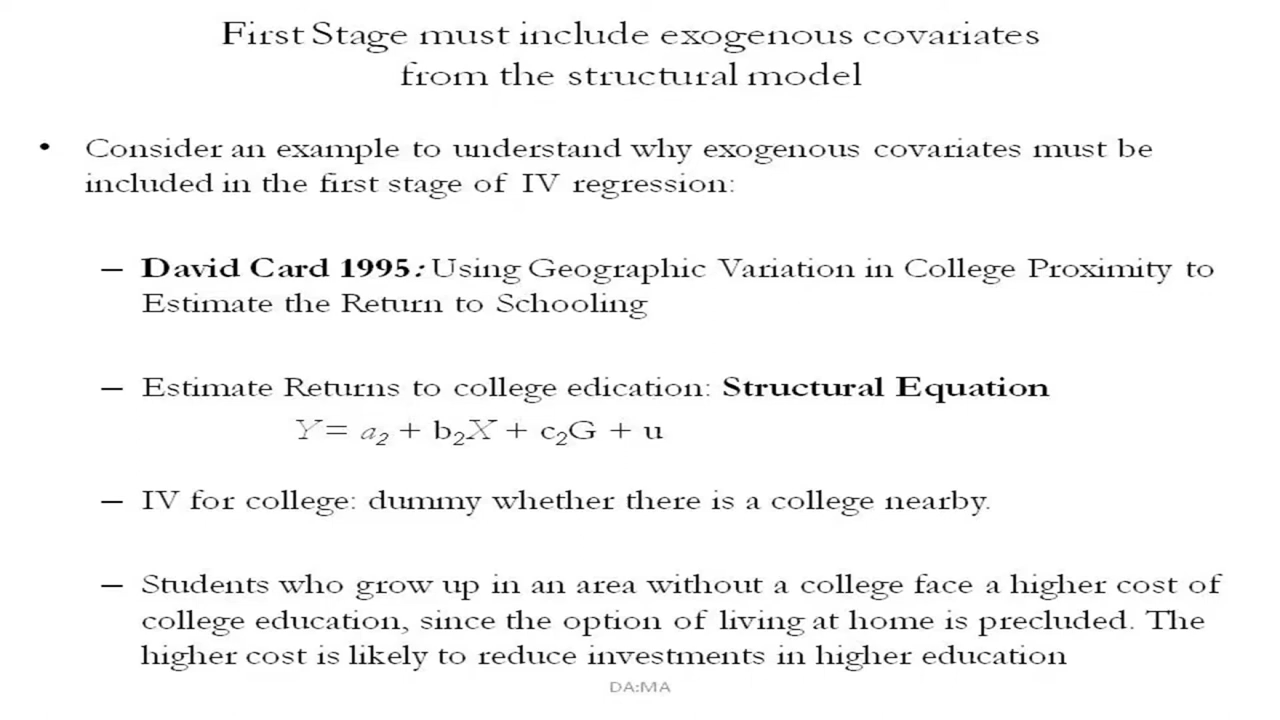 First Stage must include exogenous covariates
from the structural model
• Consider an example to understand why exogenous covariates must be
included in the first stage of IV regression:
– David Card 1995: Using Geographic Variation in College Proximity to
Estimate the Return to Schooling
– Estimate Returns to college edication: Structural Equation
Y= a₂ + b₂X + c₂G + u
– IV for college: dummy whether there is a college nearby.
– Students who grow up in an area without a college face a higher cost of
college education, since the option of living at home is precluded. The
higher cost is likely to reduce investments in higher education
DA:MA